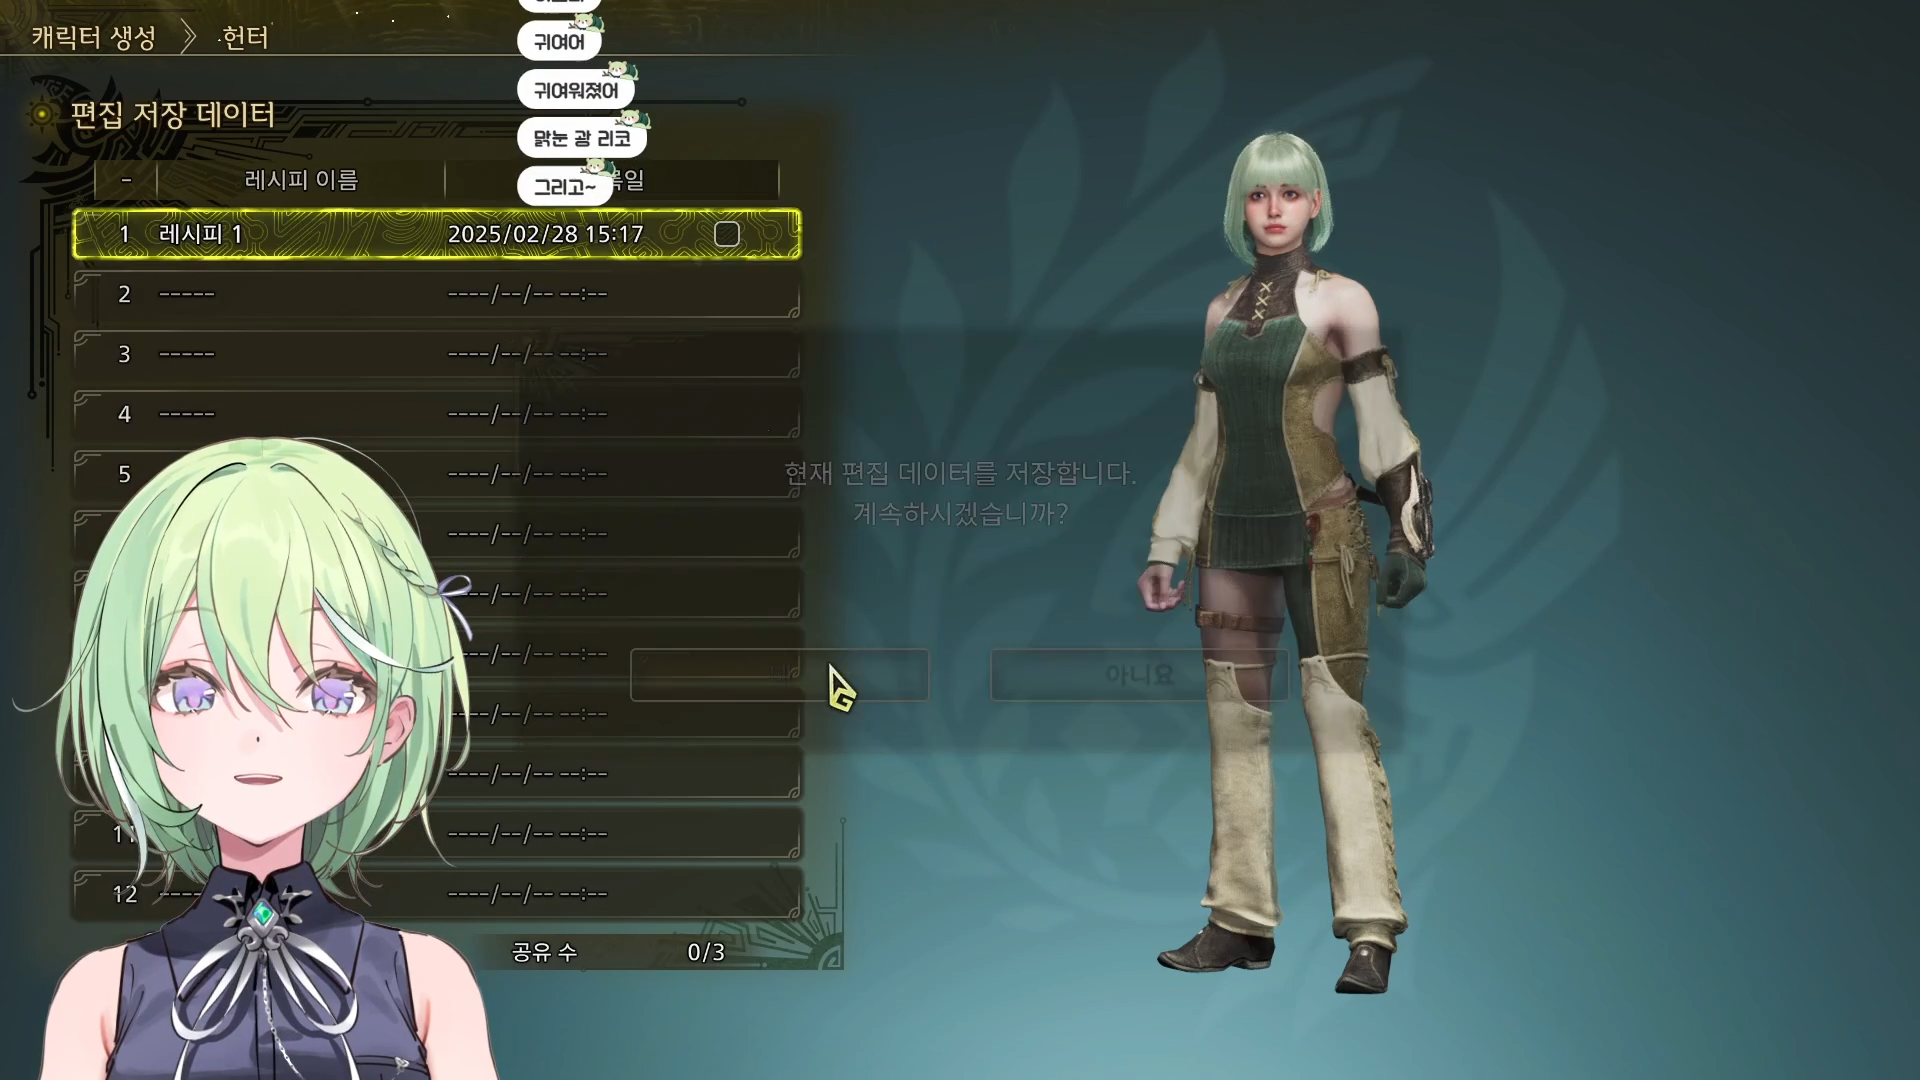 캐릭터 생성
헌터
귀여어
귀여워졌어
맑눈 광 리코
그리고~
편집 저장 데이터
- 레시피 이름 록일
1 레시피 1 2025/02/28 15:17
2 ----- ----/--/-- --:--
3 ----- ----/--/-- --:--
4 ----- ----/--/-- --:--
5 ----/--/-- --:--
----/--/-- --:--
----/--/-- --:--
--/-- --:--
--/-- --:--
----/--/-- --:--
11 ----/--/-- --:--
12 ---- ----/--/-- --:--
공유 수 0/3
현재 편집 데이터를 저장합니다.
계속하시겠습니까?
아니요